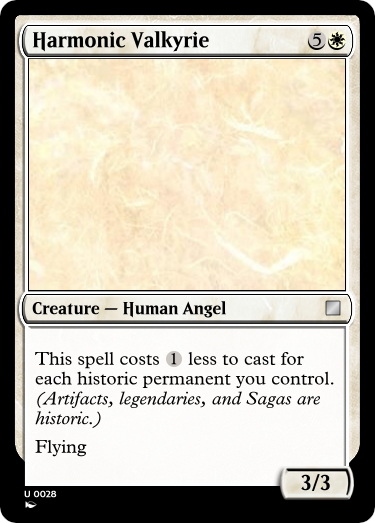 Harmonic Valkyrie 5
Creature — Human Angel
This spell costs 1 less to cast for
each historic permanent you control.
(Artifacts, legendaries, and Sagas are
historic.)
Flying
3/3
U 0028